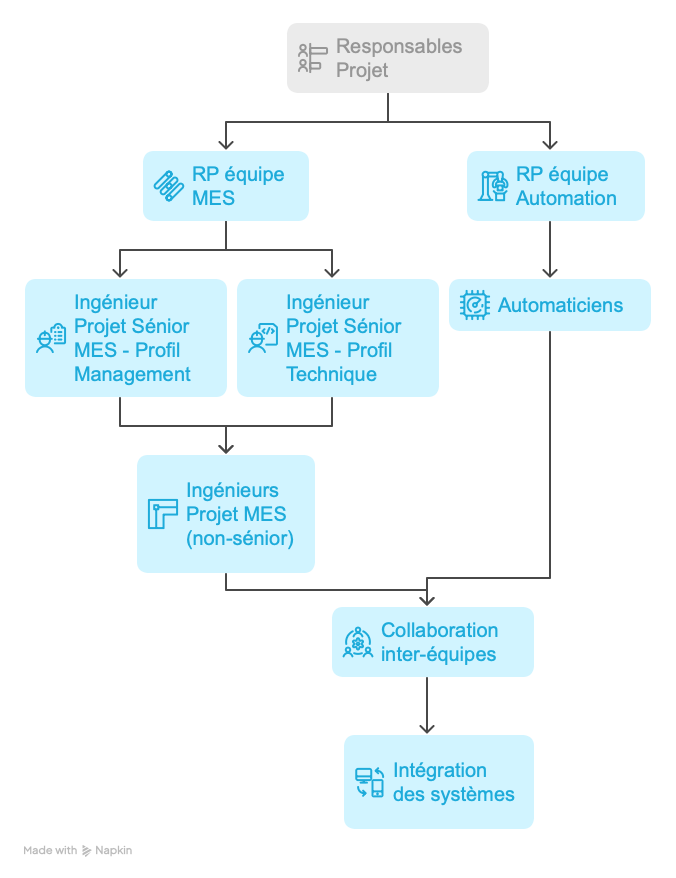 Responsables
Projet
RP équipe
MES
RP équipe
Automation
Ingénieur
Projet Sénior
MES - Profil
Management
Ingénieur
Projet Sénior
MES - Profil
Technique
Automaticiens
Ingénieurs
Projet MES
(non-sénior)
Collaboration
inter-équipes
Intégration
des systèmes
Made with Napkin